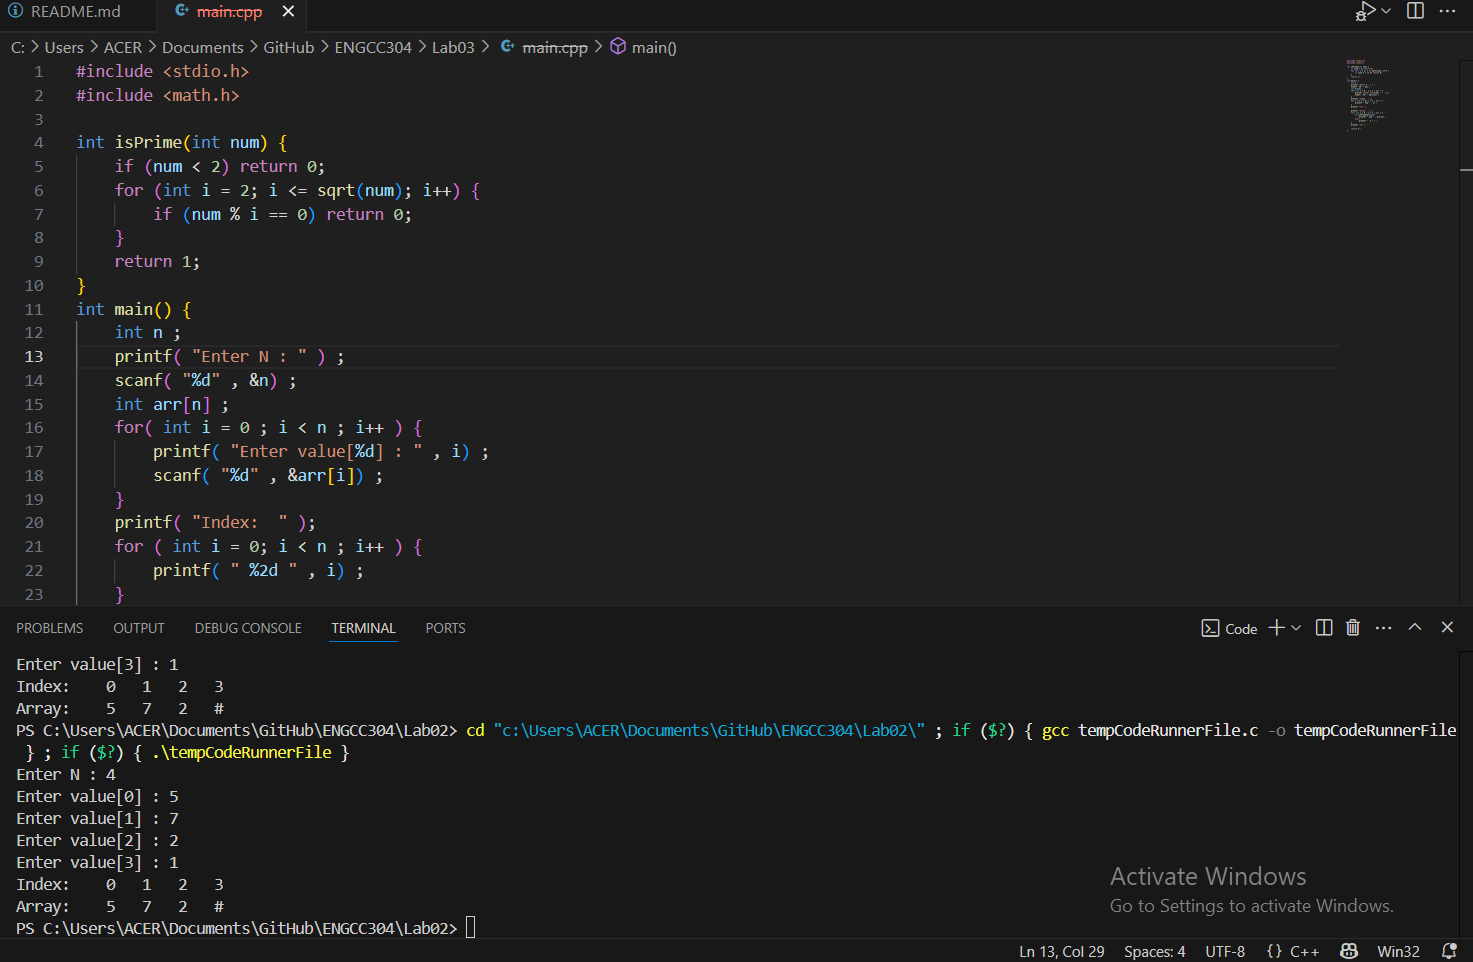 README.md main.cpp
C: > Users > ACER > Documents > GitHub > ENGCC304 > Lab03 > main.cpp > main()
1 #include <stdio.h>
2 #include <math.h>
3
4 int isPrime(int num) {
5 if (num < 2) return 0;
6 for (int i = 2; i <= sqrt(num); i++) {
7 if (num % i == 0) return 0;
8 }
9 return 1;
10 }
11 int main() {
12 int n ;
13 printf( "Enter N : " ) ;
14 scanf( "%d" , &n) ;
15 int arr[n] ;
16 for( int i = 0 ; i < n ; i++ ) {
17 printf( "Enter value[%d] : " , i) ;
18 scanf( "%d" , &arr[i]) ;
19 }
20 printf( "Index:  " );
21 for ( int i = 0; i < n ; i++ ) {
22 printf( " %2d " , i) ;
23 }
PROBLEMS OUTPUT DEBUG CONSOLE TERMINAL PORTS Code
Enter value[3] : 1
Index:    0   1   2   3
Array:    5   7   2   #
PS C:\Users\ACER\Documents\GitHub\ENGCC304\Lab02> cd "c:\Users\ACER\Documents\GitHub\ENGCC304\Lab02\" ; if ($?) { gcc tempCodeRunnerFile.c -o tempCodeRunnerFile
} ; if ($?) { .\tempCodeRunnerFile }
Enter N : 4
Enter value[0] : 5
Enter value[1] : 7
Enter value[2] : 2
Enter value[3] : 1
Index:    0   1   2   3
Array:    5   7   2   #
PS C:\Users\ACER\Documents\GitHub\ENGCC304\Lab02>
Activate Windows
Go to Settings to activate Windows.
Ln 13, Col 29 Spaces: 4 UTF-8 {} C++ Win32